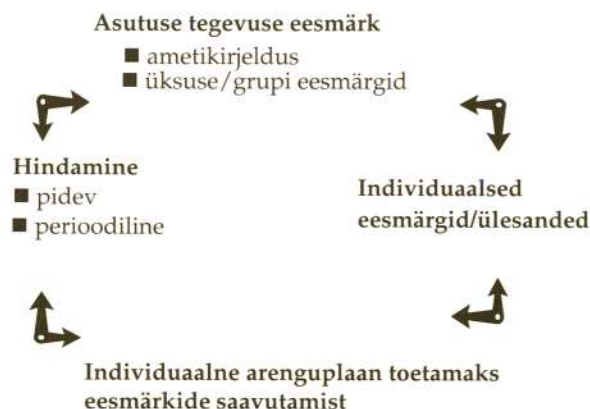 Asutuse tegevuse eesmärk
■ ametikirjeldus
■ üksuse/grupi eesmärgid
Hindamine
■ pidev
■ perioodiline
Individuaalsed
eesmärgid/ülesanded
Individuaalne arenguplaan toetamaks
eesmärkide saavutamist